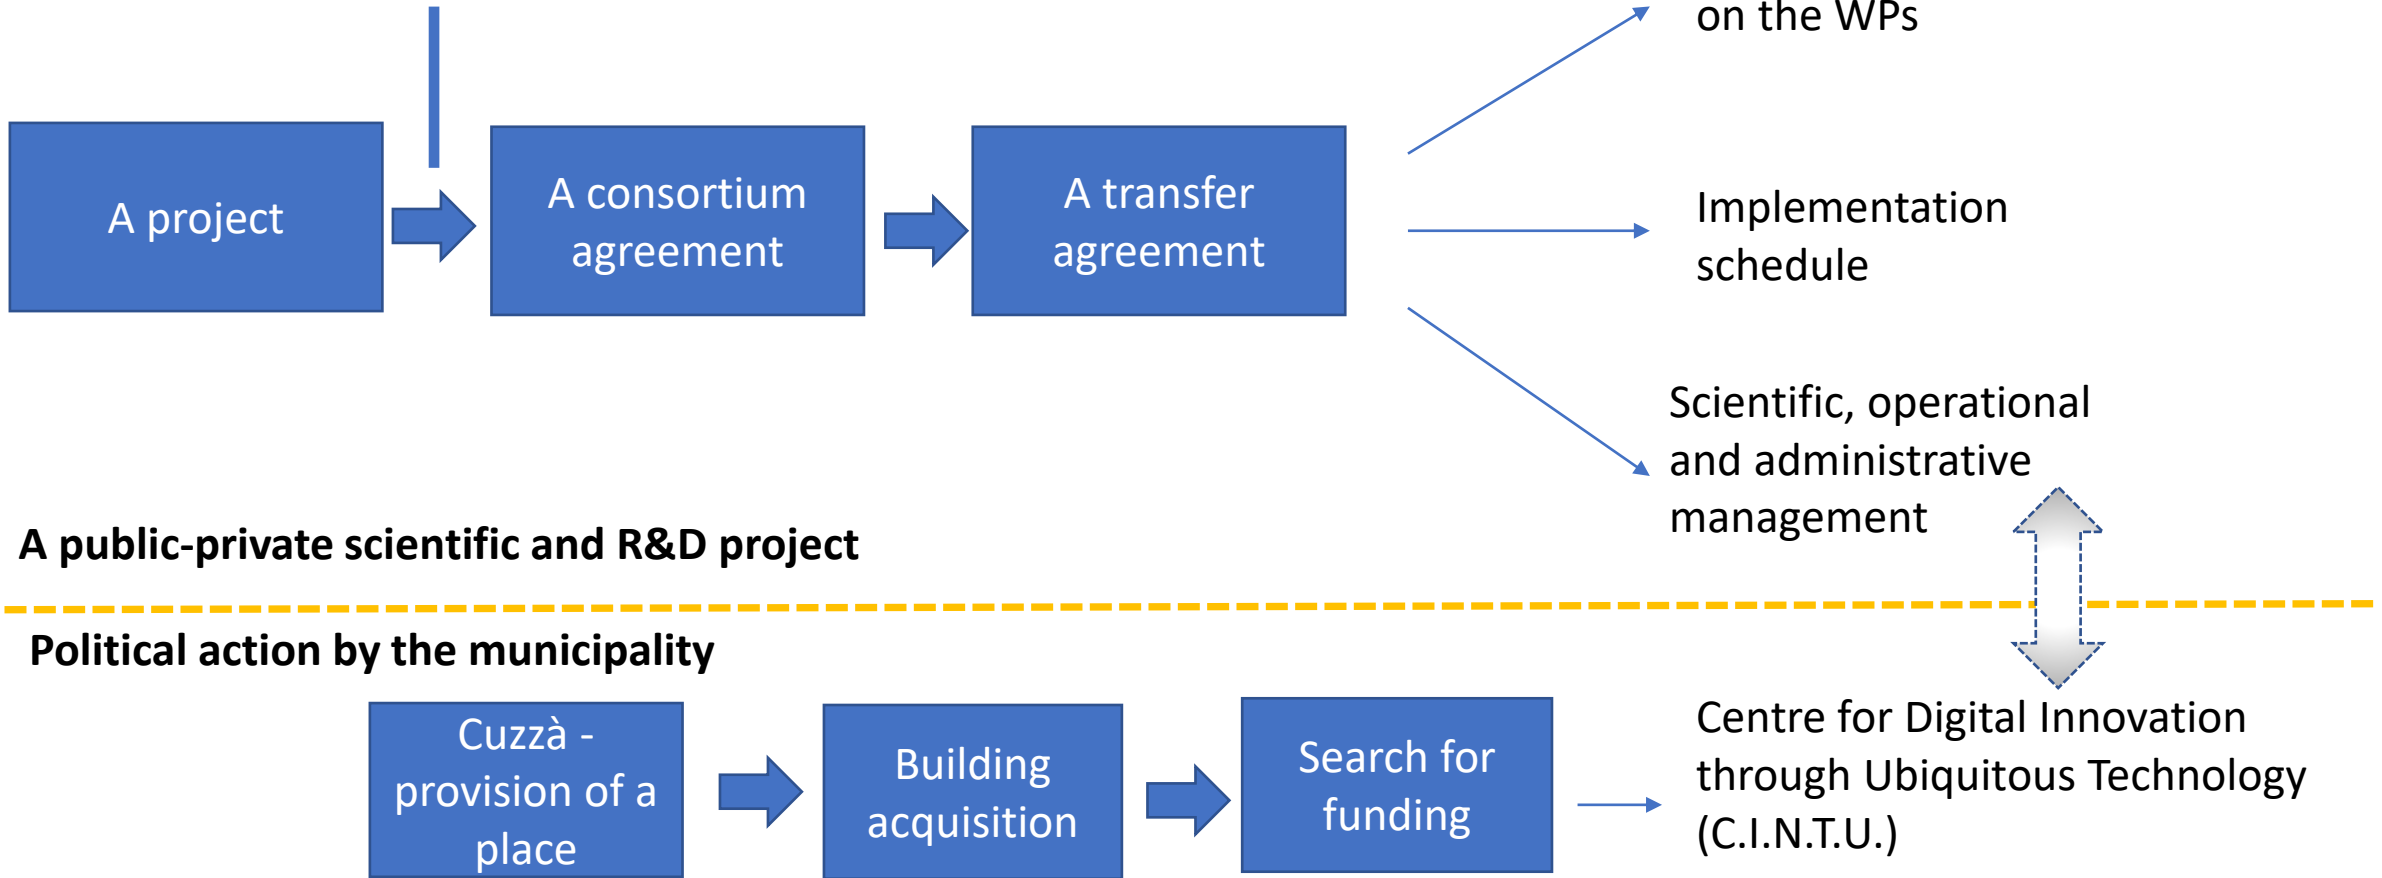 on the WPs
A project
A consortium
agreement
A transfer
agreement
Implementation
schedule
Scientific, operational
and administrative
management
A public-private scientific and R&D project
Political action by the municipality
Cuzzà -
provision of a
place
Building
acquisition
Search for
funding
Centre for Digital Innovation
through Ubiquitous Technology
(C.I.N.T.U.)